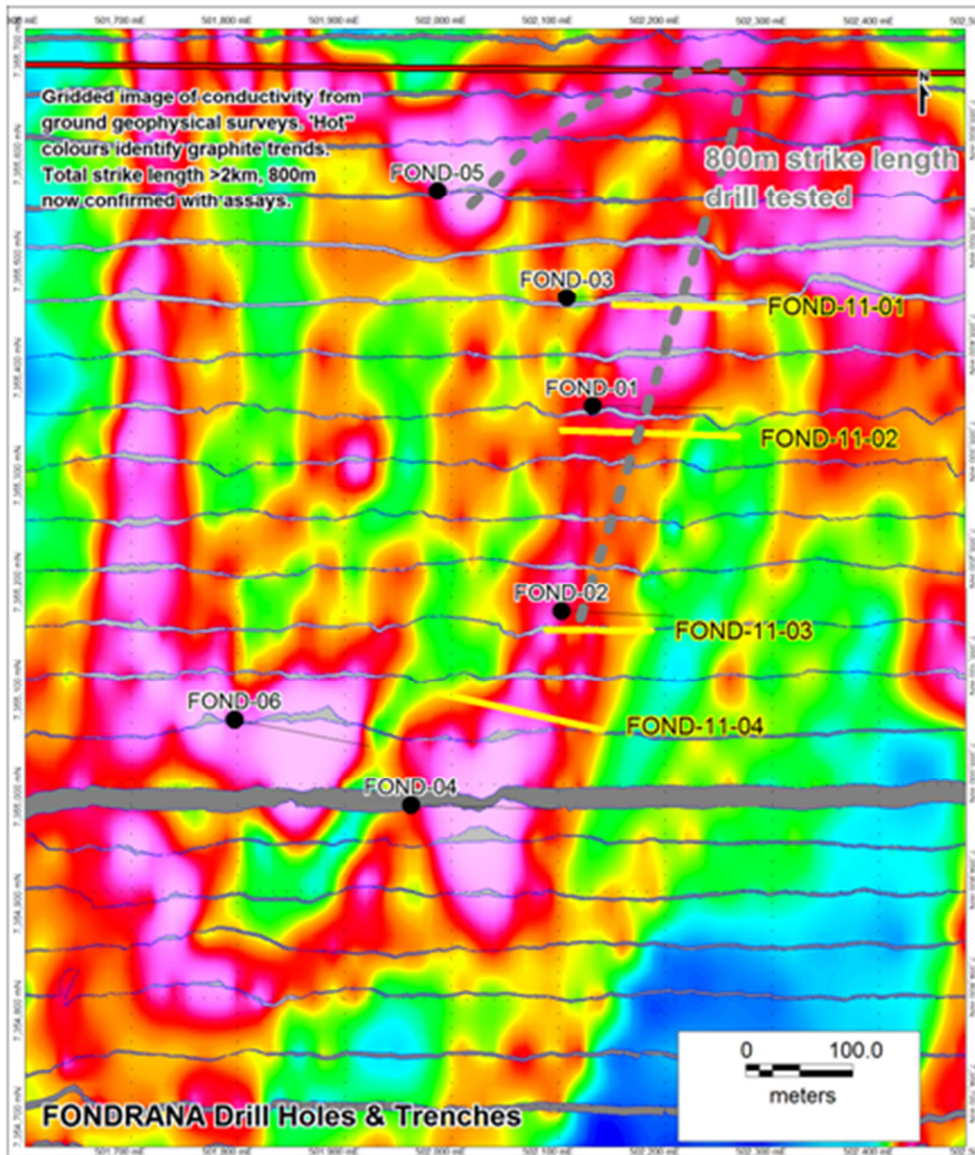 501,700 mE 501,800 mE 501,900 mE 502,000 mE 502,100 mE 502,200 mE 502,300 mE 502,400 mE
N
Gridded image of conductivity from
ground geophysical surveys. 'Hot"
colours identify graphite trends.
Total strike length >2km, 800m
now confirmed with assays.
800m strike length
drill tested
FOND-05
FOND-03
FOND-11-01
FOND-01
FOND-11-02
FOND-02
FOND-11-03
FOND-06
FOND-11-04
FOND-04
0 100.0
meters
FONDRANA Drill Holes & Trenches